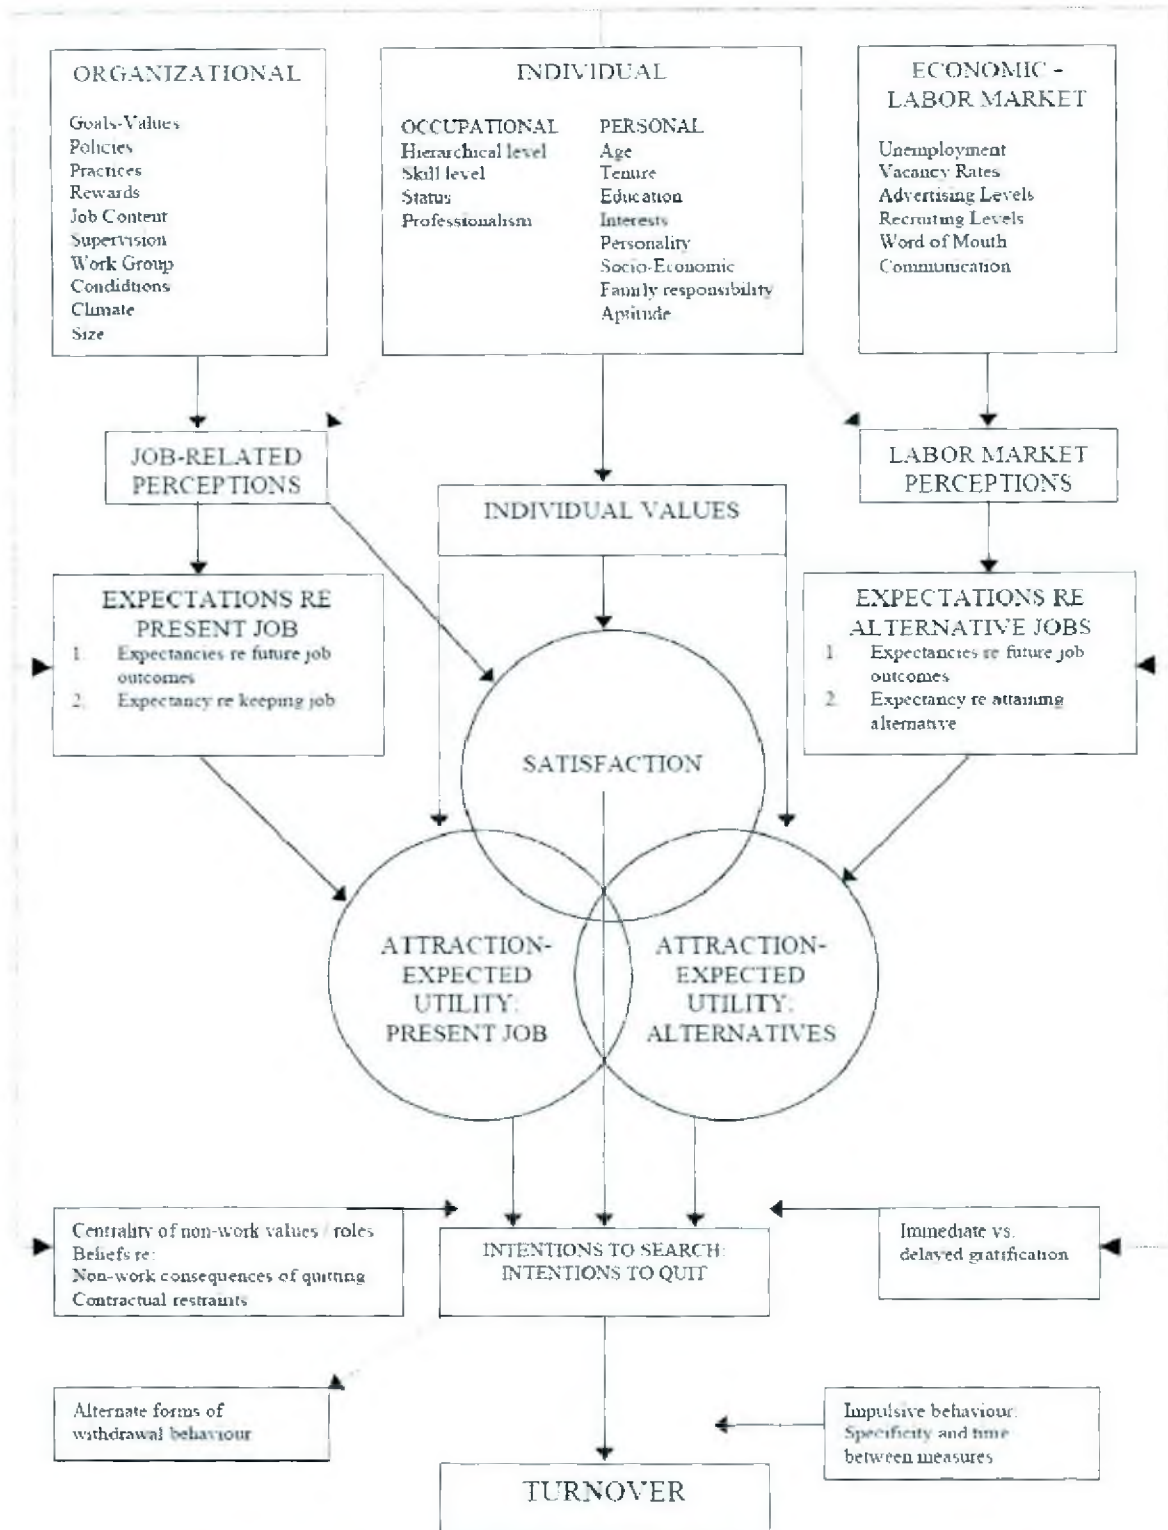 ORGANIZATIONAL
Goals-Values
Policies
Practices
Rewards
Job Content
Supervision
Work Group
Condidtions
Climate
Size
INDIVIDUAL
OCCUPATIONAL
Hierarchical level
Skill level
Status
Professionalism
PERSONAL
Age
Tenure
Education
Interests
Personality
Socio-Economic
Family responsibility
Aptitude
ECONOMIC -
LABOR MARKET
Unemployment
Vacancy Rates
Advertising Levels
Recruiting Levels
Word of Mouth
Communication
JOB-RELATED
PERCEPTIONS
INDIVIDUAL VALUES
LABOR MARKET
PERCEPTIONS
EXPECTATIONS RE
PRESENT JOB
1. Expectancies re future job
outcomes
2. Expectancy re keeping job
EXPECTATIONS RE
ALTERNATIVE JOBS
1. Expectancies re future job
outcomes
2. Expectancy re attaining
alternative
SATISFACTION
ATTRACTION-
EXPECTED
UTILITY:
PRESENT JOB
ATTRACTION-
EXPECTED
UTILITY:
ALTERNATIVES
Centrality of non-work values / roles
Beliefs re:
Non-work consequences of quitting
Contractual restraints
INTENTIONS TO SEARCH:
INTENTIONS TO QUIT
Immediate vs.
delayed gratification
Alternate forms of
withdrawal behaviour
Impulsive behaviour:
Specificity and time
between measures
TURNOVER